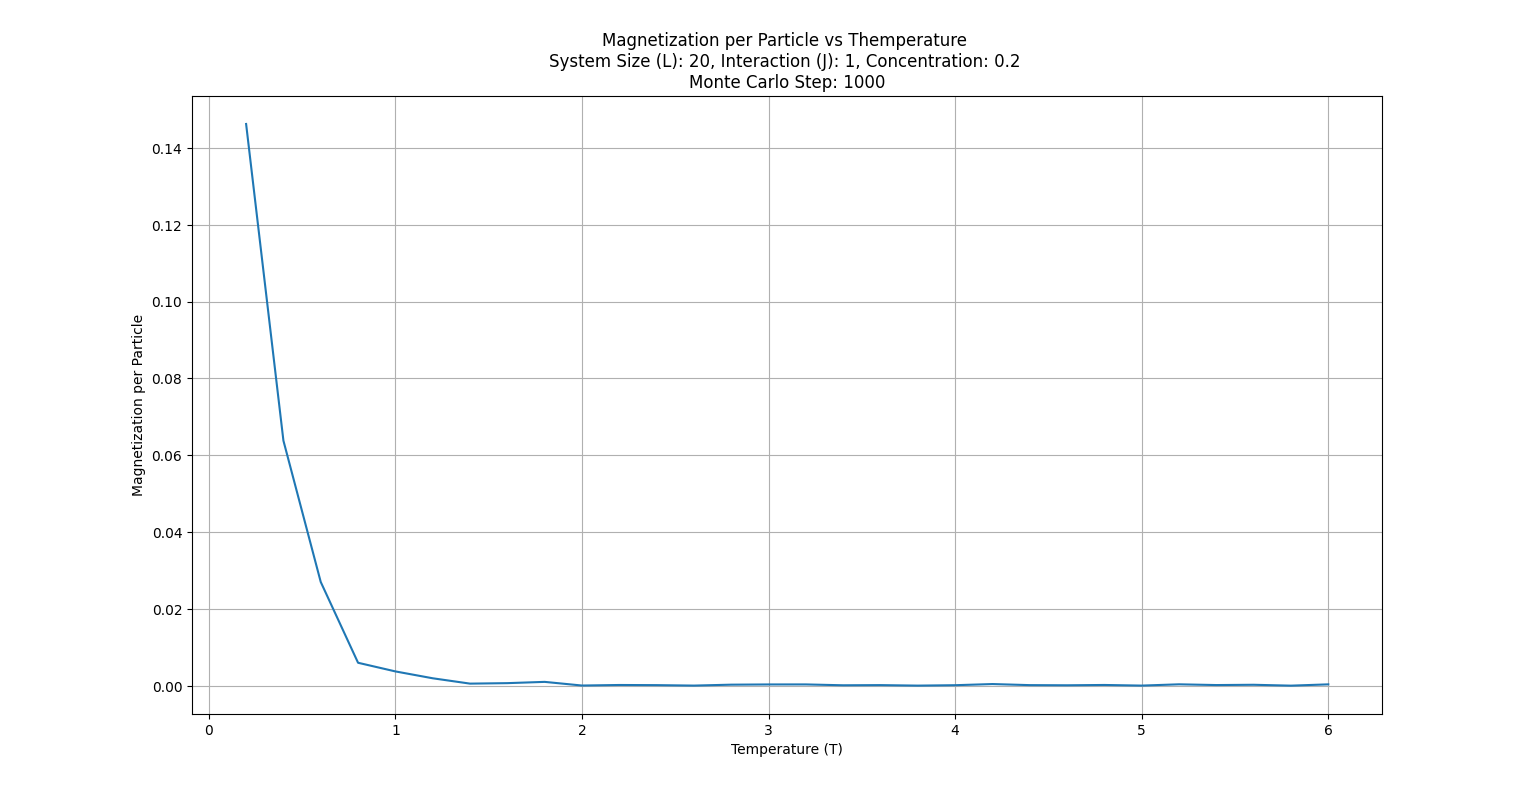 Magnetization per Particle vs Themperature
System Size (L): 20, Interaction (J): 1, Concentration: 0.2
Monte Carlo Step: 1000
Magnetization per Particle
0.14
0.12
0.10
0.08
0.06
0.04
0.02
0.00
0 1 2 3 4 5 6
Temperature (T)